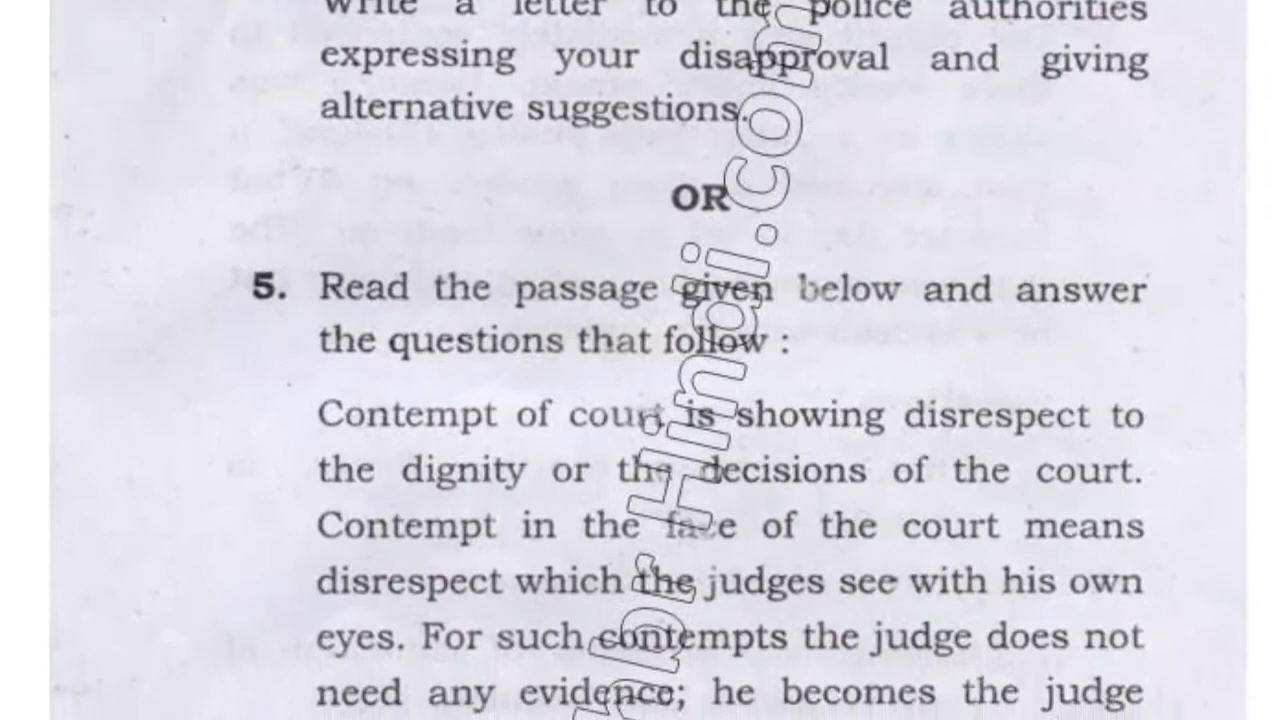 write a letter to the police authorities
expressing your disapproval and giving
alternative suggestions.
OR
5. Read the passage given below and answer
the questions that follow :
Contempt of court is showing disrespect to
the dignity or the decisions of the court.
Contempt in the face of the court means
disrespect which the judges see with his own
eyes. For such contempts the judge does not
need any evidence; he becomes the judge
Hindi.com